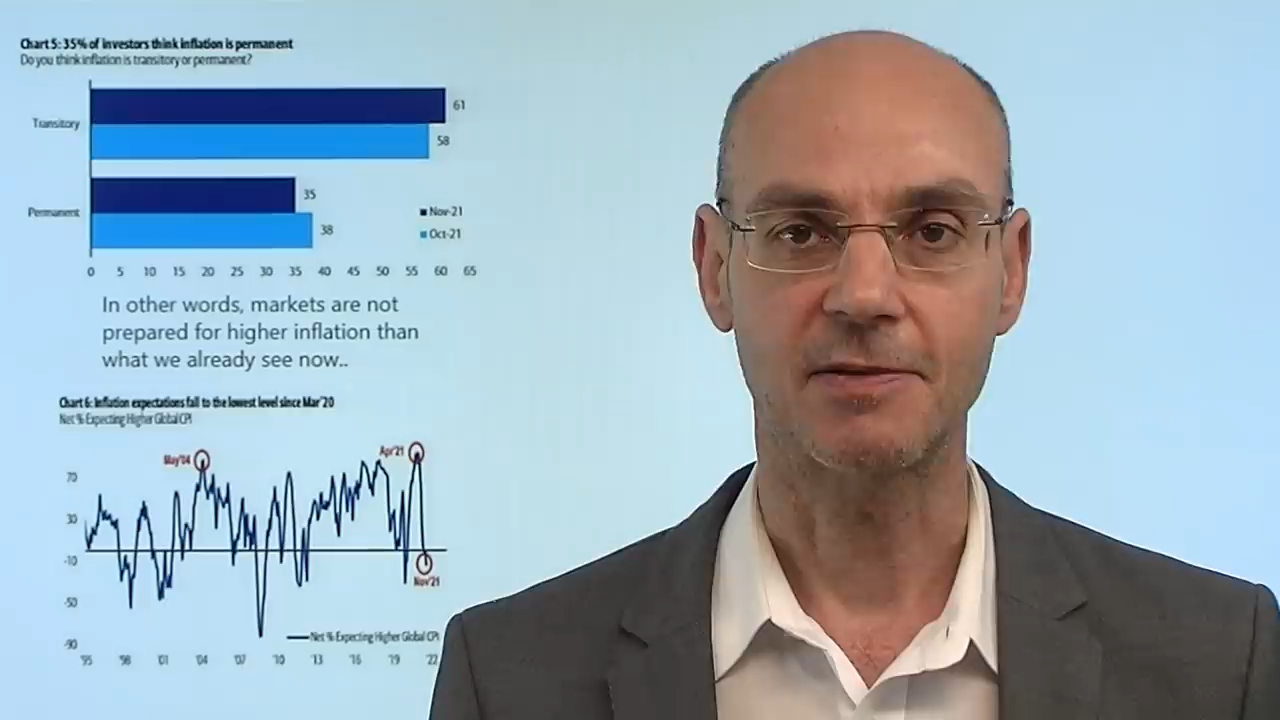 Chart 5: 35% of investors think inflation is permanent
Do you think inflation is transitory or permanent?
Transitory
61
58
Permanent
35
38
Nov-21
Oct-21
0 5 10 15 20 25 30 35 40 45 50 55 60 65
In other words, markets are not
prepared for higher inflation than
what we already see now..
Chart 6: Inflation expectations fall to the lowest level since Mar'20
Net % Expecting Higher Global CPI
May'04
Apr'21
70
30
-10
Nov'21
-50
Net % Expecting Higher Global CPI
-90
'95 '98 '01 '04 '07 '10 '13 '16 '19 '22